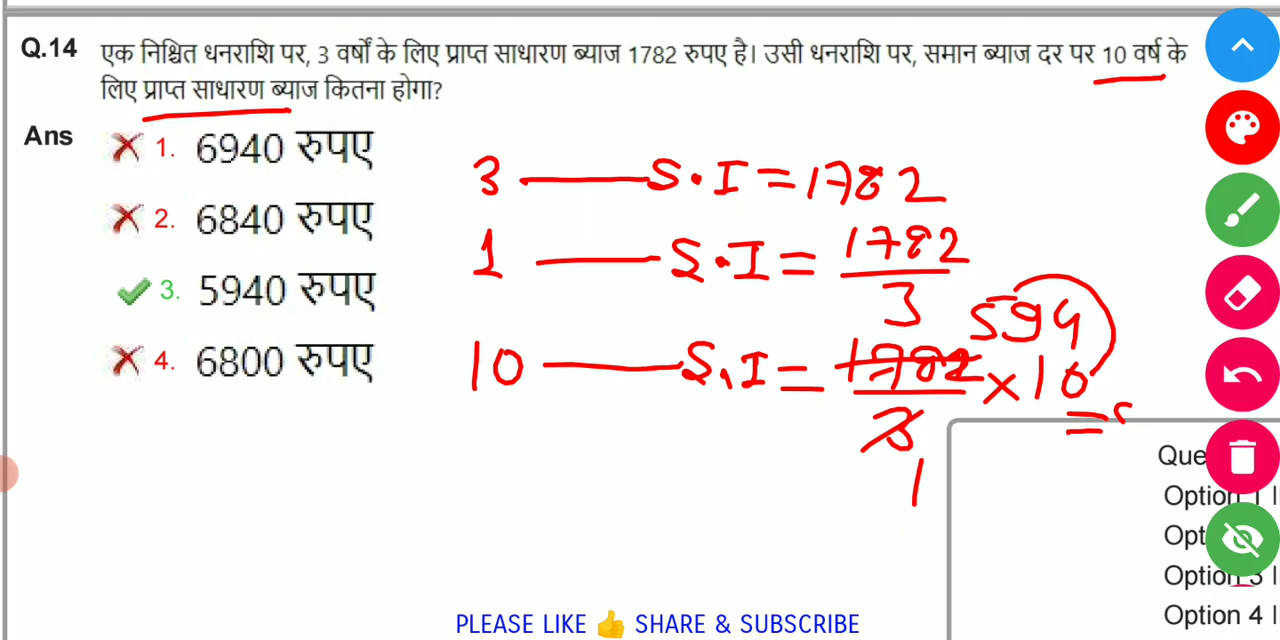 Q.14 एक निश्चित धनराशि पर, 3 वर्षों के लिए प्राप्त साधारण ब्याज 1782 रुपए है। उसी धनराशि पर, समान ब्याज दर पर 10 वर्ष के
लिए प्राप्त साधारण ब्याज कितना होगा?
Ans
1. 6940 रुपए
2. 6840 रुपए
3. 5940 रुपए
4. 6800 रुपए
3 — S.I = 1782
1 — S.I = 1782/3
594
10 — S.I = 1782/3 × 10
1
Option 1
Option 3
Option 4
PLEASE LIKE 👍 SHARE & SUBSCRIBE